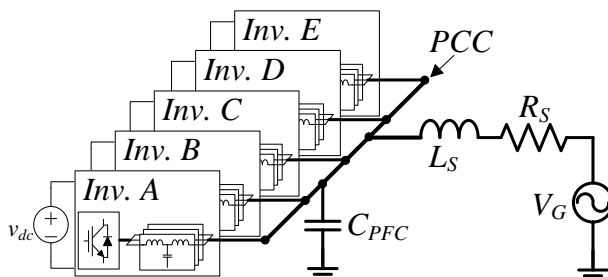 Inv. E
PCC
Inv. D
Inv. C
R_S
Inv. B
L_S
Inv. A
V_G
C_PFC
v_dc
+
−